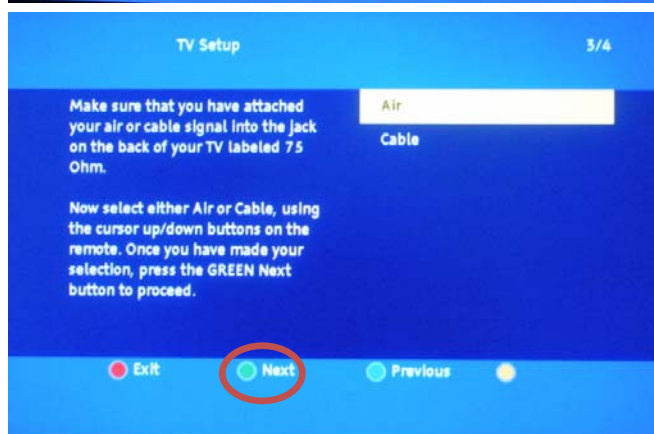 TV Setup 3/4
Make sure that you have attached
your air or cable signal into the jack
on the back of your TV labeled 75
Ohm.
Now select either Air or Cable, using
the cursor up/down buttons on the
remote. Once you have made your
selection, press the GREEN Next
button to proceed.
Air
Cable
Exit Next Previous